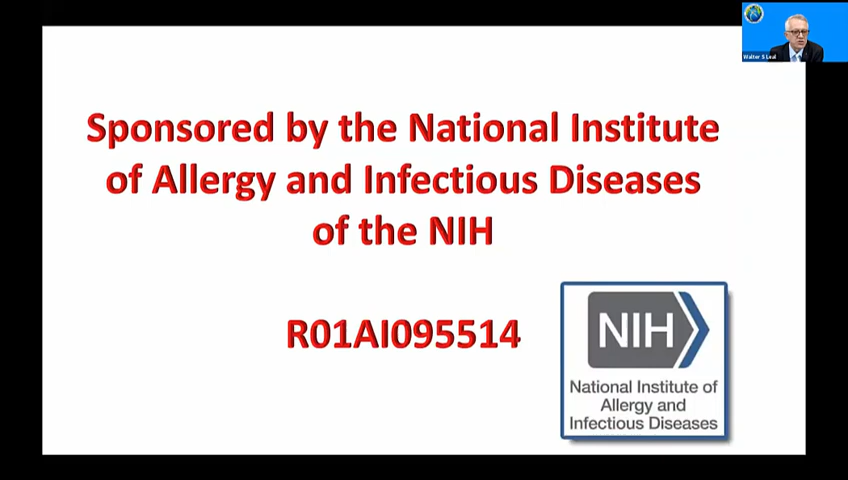 Walter S Leal
Sponsored by the National Institute
of Allergy and Infectious Diseases
of the NIH
R01AI095514
NIH
National Institute of
Allergy and
Infectious Diseases